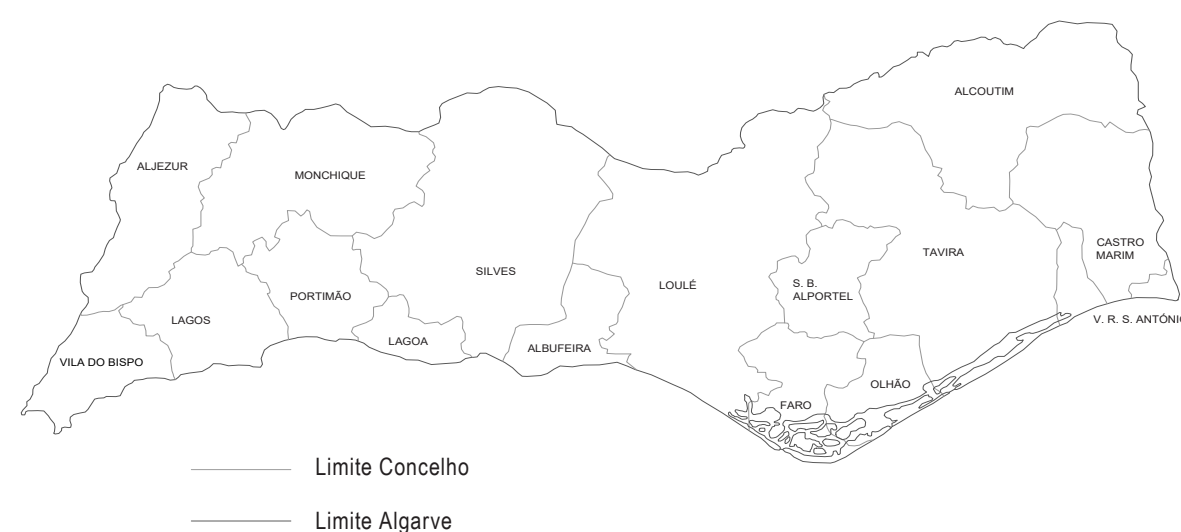 ALCOUTIM
ALJEZUR
MONCHIQUE
CASTRO
MARIM
TAVIRA
SILVES
S. B.
ALPORTEL
LOULÉ
PORTIMÃO
LAGOS
V. R. S. ANTÓNI
LAGOA
ALBUFEIRA
VILA DO BISPO
OLHÃO
FARO
Limite Concelho
Limite Algarve